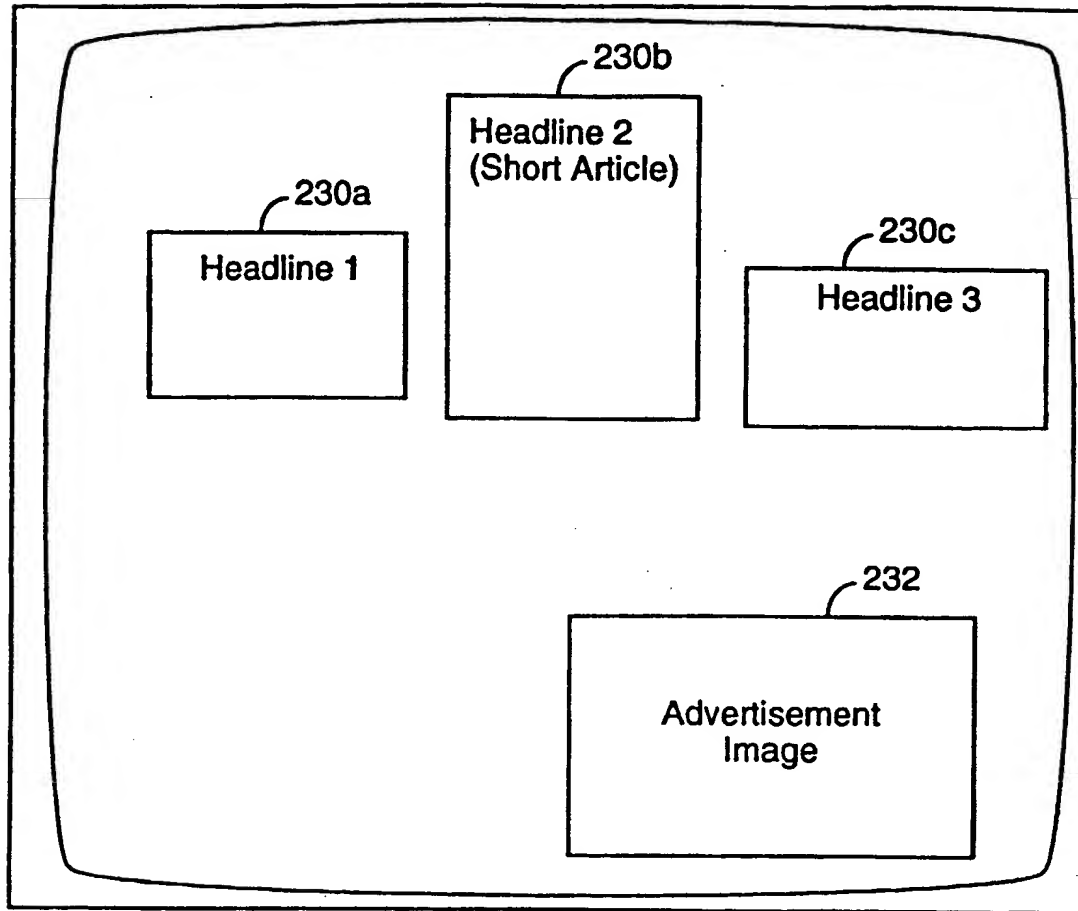 230b
Headline 2
(Short Article)
230a
Headline 1
230c
Headline 3
232
Advertisement
Image